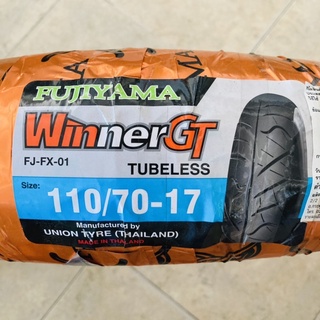 FUJIYAMA
WinnerGT
FJ-FX-01
TUBELESS
Size: 110/70-17
Manufactured by
UNION TYRE (THAILAND)
MADE IN THAILAND